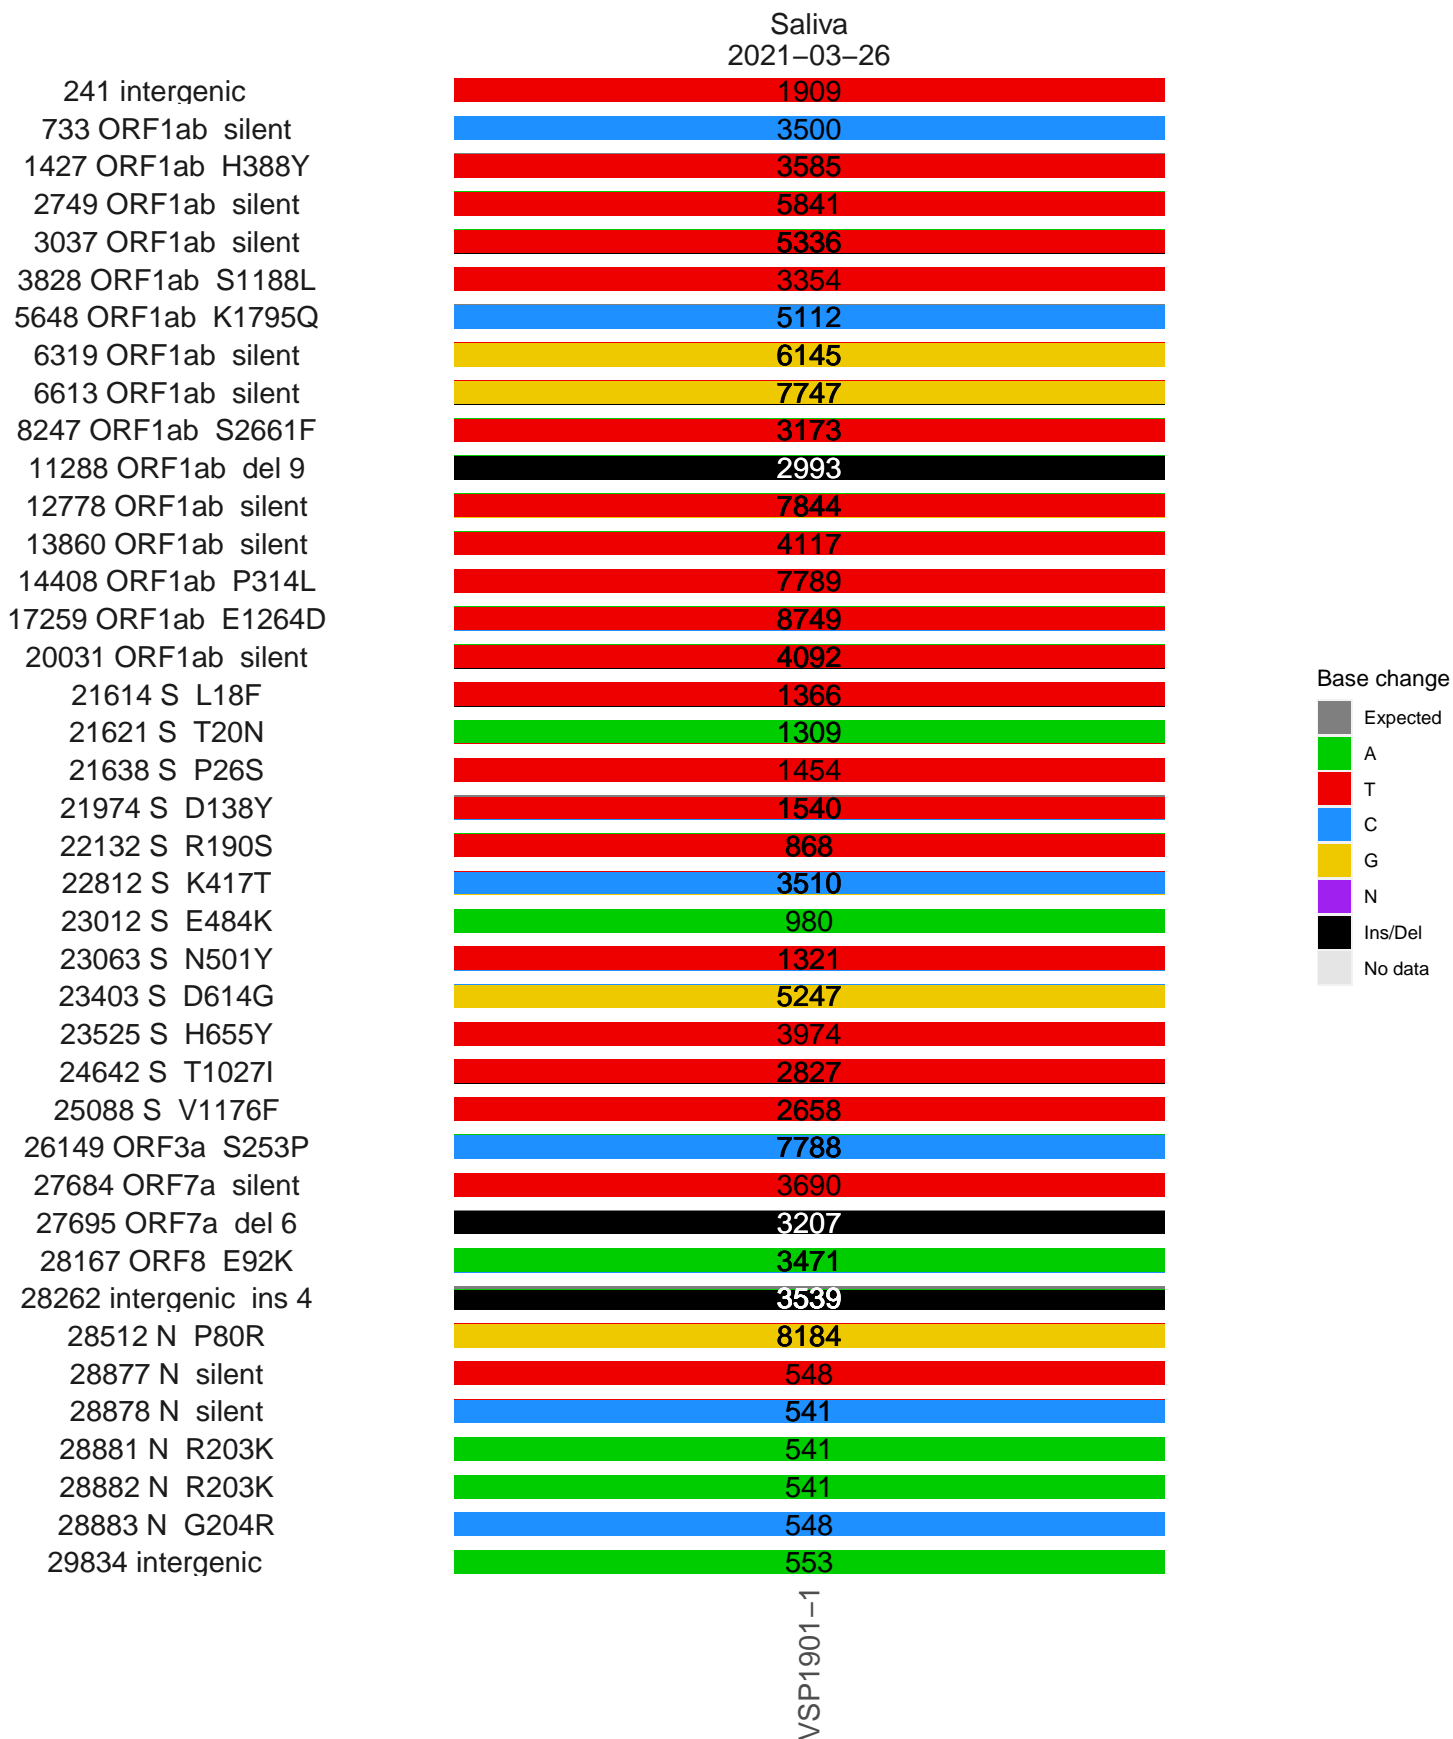 Saliva
2021−03−26
241 intergenic 1909
733 ORF1ab silent 3500
1427 ORF1ab H388Y 3585
2749 ORF1ab silent 5841
3037 ORF1ab silent 5336
3828 ORF1ab S1188L 3354
5648 ORF1ab K1795Q 5112
6319 ORF1ab silent 6145
6613 ORF1ab silent 7747
8247 ORF1ab S2661F 3173
11288 ORF1ab del 9 2993
12778 ORF1ab silent 7844
13860 ORF1ab silent 4117
14408 ORF1ab P314L 7789
17259 ORF1ab E1264D 8749
20031 ORF1ab silent 4092
21614 S L18F 1366
21621 S T20N 1309
21638 S P26S 1454
21974 S D138Y 1540
22132 S R190S 868
22812 S K417T 3510
23012 S E484K 980
23063 S N501Y 1321
23403 S D614G 5247
23525 S H655Y 3974
24642 S T1027I 2827
25088 S V1176F 2658
26149 ORF3a S253P 7788
27684 ORF7a silent 3690
27695 ORF7a del 6 3207
28167 ORF8 E92K 3471
28262 intergenic ins 4 3539
28512 N P80R 8184
28877 N silent 548
28878 N silent 541
28881 N R203K 541
28882 N R203K 541
28883 N G204R 548
29834 intergenic 553
VSP1901−1
Base change
Expected
A
T
C
G
N
Ins/Del
No data